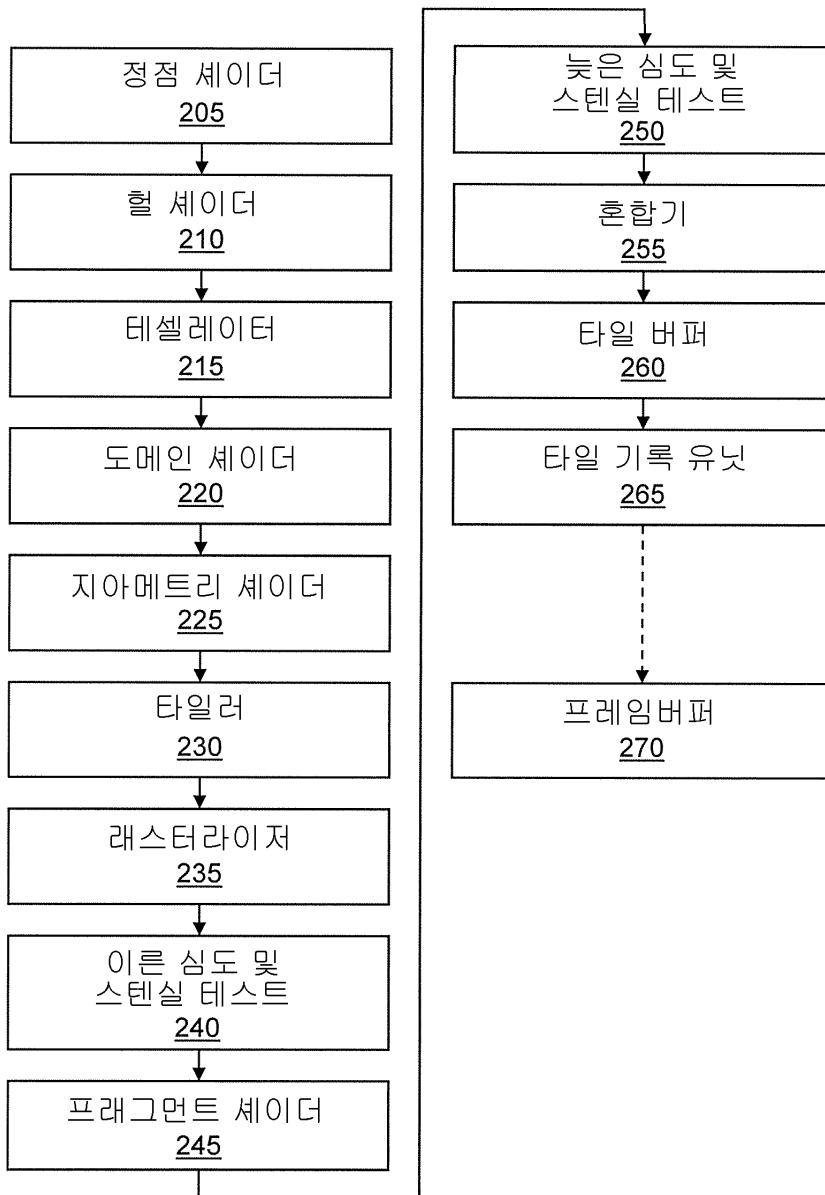 정점 셰이더
205
헐 셰이더
210
테셀레이터
215
도메인 셰이더
220
지아메트리 셰이더
225
타일러
230
래스터라이저
235
이른 심도 및
스텐실 테스트
240
프래그먼트 셰이더
245
늦은 심도 및
스텐실 테스트
250
혼합기
255
타일 버퍼
260
타일 기록 유닛
265
프레임버퍼
270